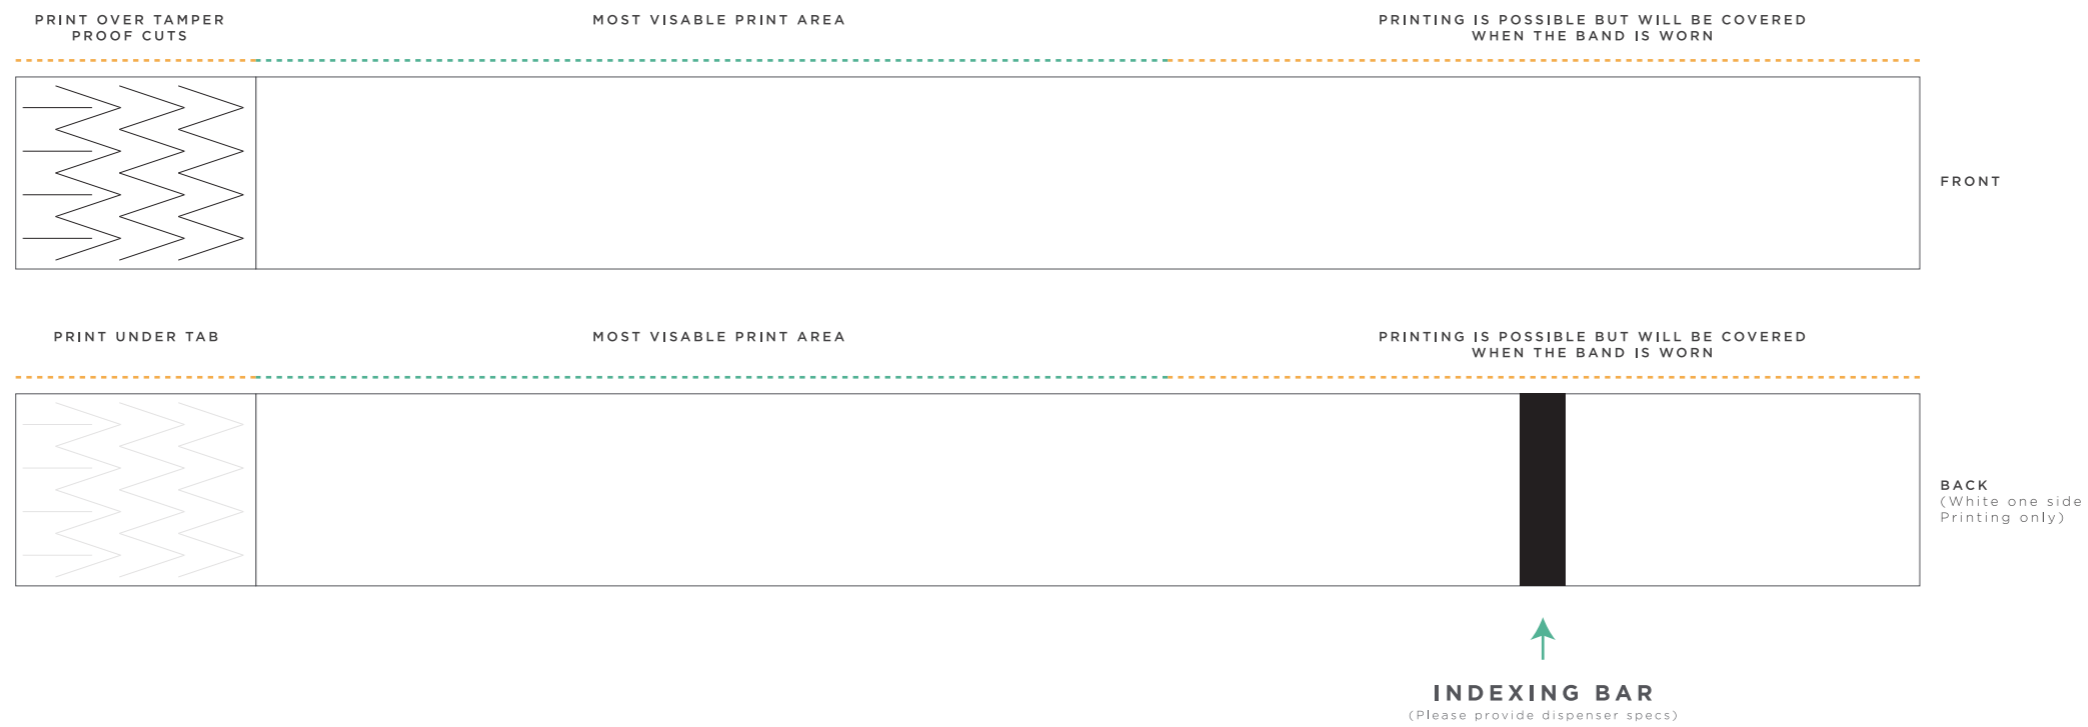 PRINT OVER TAMPER
PROOF CUTS
MOST VISABLE PRINT AREA
PRINTING IS POSSIBLE BUT WILL BE COVERED
WHEN THE BAND IS WORN
FRONT
PRINT UNDER TAB
MOST VISABLE PRINT AREA
PRINTING IS POSSIBLE BUT WILL BE COVERED
WHEN THE BAND IS WORN
BACK
(White one side
Printing only)
INDEXING BAR
(Please provide dispenser specs)